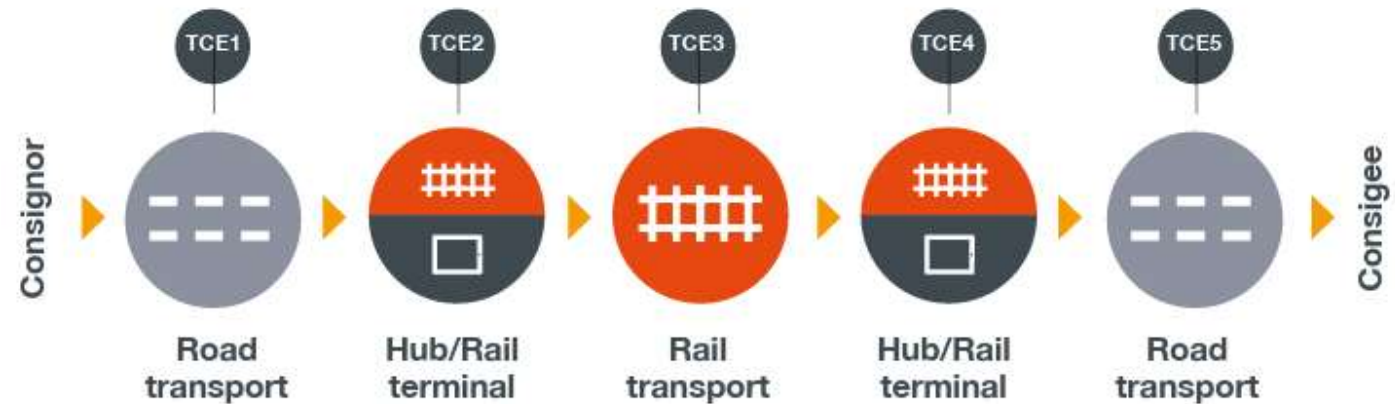 TCE1
TCE2
TCE3
TCE4
TCE5
Consignor
Consigee
Road
transport
Hub/Rail
terminal
Rail
transport
Hub/Rail
terminal
Road
transport